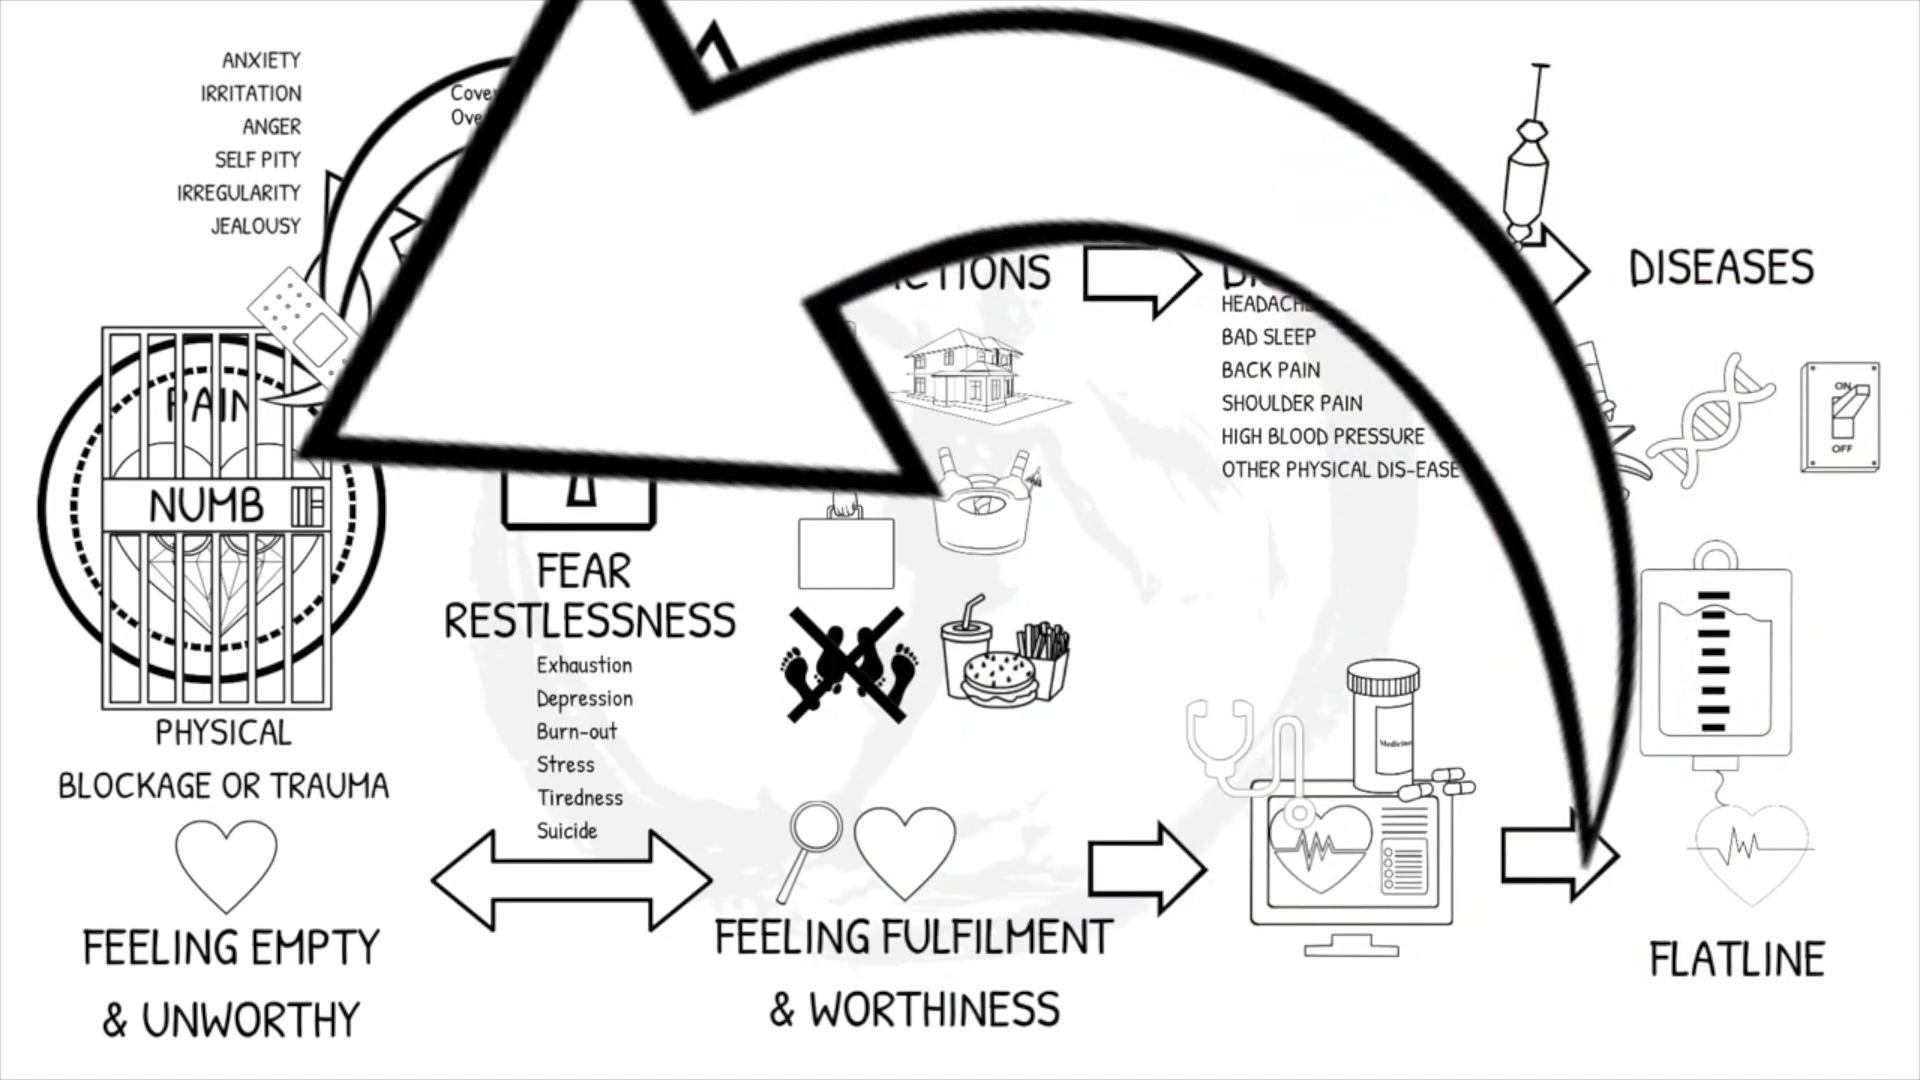 ANXIETY
IRRITATION
ANGER
SELF PITY
IRREGULARITY
JEALOUSY
DISEASES
HEADACHE
BAD SLEEP
BACK PAIN
SHOULDER PAIN
HIGH BLOOD PRESSURE
OTHER PHYSICAL DIS-EASE
ON
OFF
PAIN
NUMB
PHYSICAL
BLOCKAGE OR TRAUMA
FEAR
RESTLESSNESS
Exhaustion
Depression
Burn-out
Stress
Tiredness
Suicide
Medicine
FEELING EMPTY
& UNWORTHY
FEELING FULFILMENT
& WORTHINESS
FLATLINE